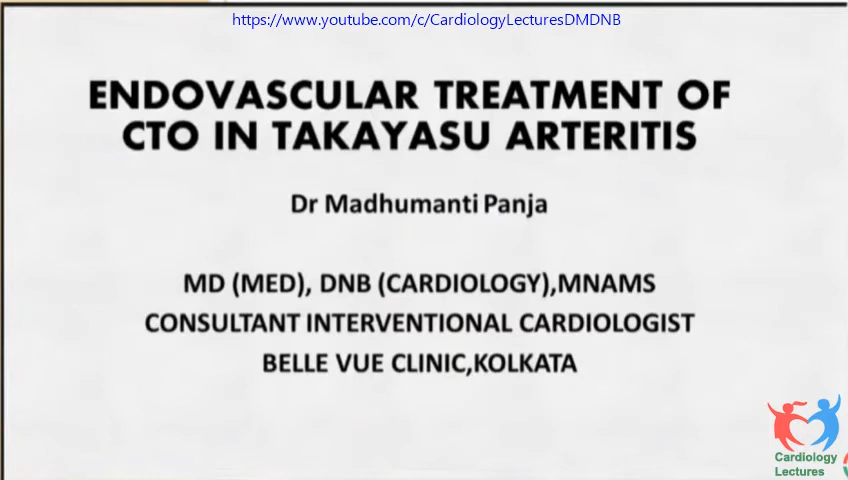 https://www.youtube.com/c/CardiologyLecturesDMDNB
ENDOVASCULAR TREATMENT OF
CTO IN TAKAYASU ARTERITIS
Dr Madhumanti Panja
MD (MED), DNB (CARDIOLOGY),MNAMS
CONSULTANT INTERVENTIONAL CARDIOLOGIST
BELLE VUE CLINIC,KOLKATA
Cardiology
Lectures